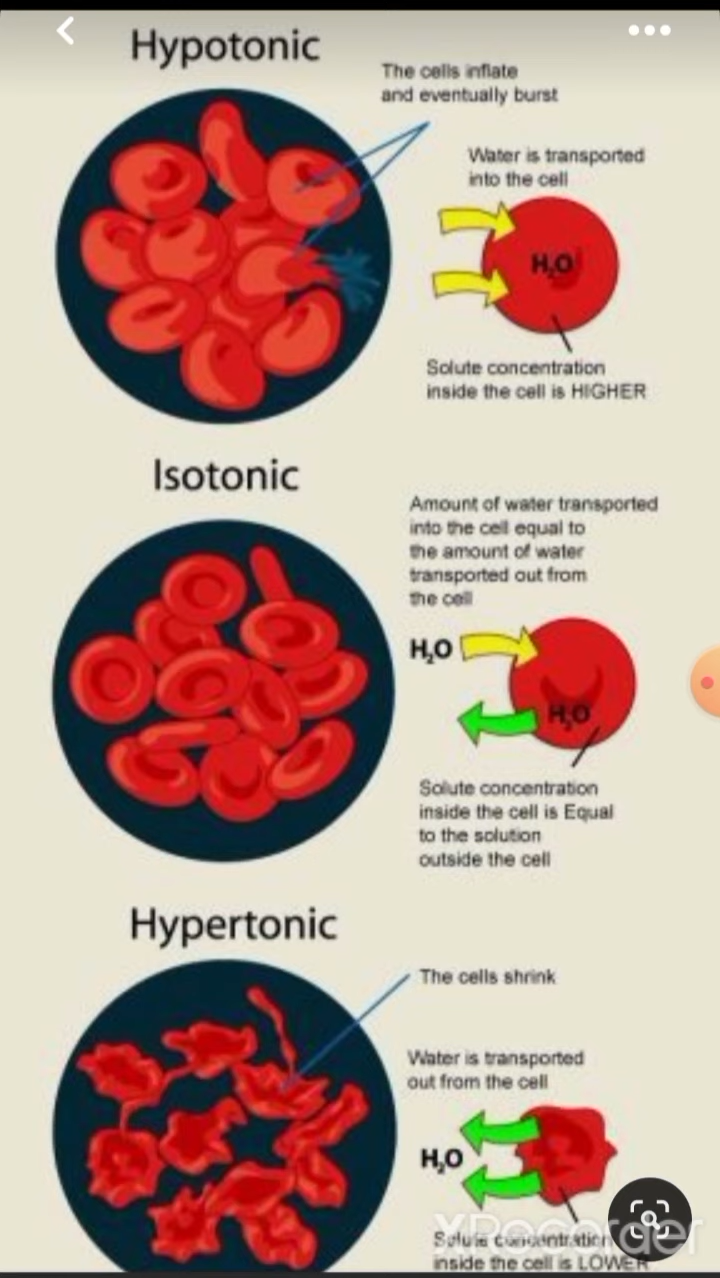 Hypotonic
The cells inflate
and eventually burst
Water is transported
into the cell
H₂O
Solute concentration
inside the cell is HIGHER
Isotonic
Amount of water transported
into the cell equal to
the amount of water
transported out from
the cell
H₂O
H₂O
Solute concentration
inside the cell is Equal
to the solution
outside the cell
Hypertonic
The cells shrink
Water is transported
out from the cell
H₂O
XRecorder
Solute concentration
inside the cell is LOWER